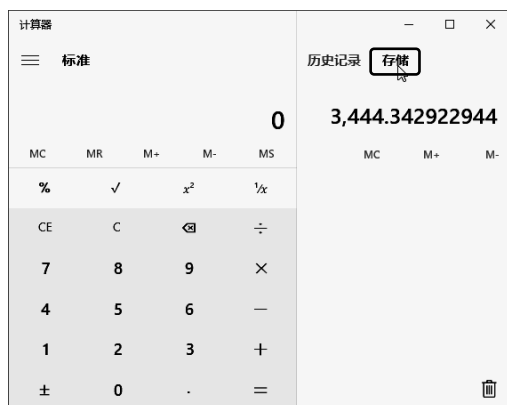 计算器
标准
历史记录 存储
0
3,444.342922944
MC MR M+ M- MS
MC M+ M-
% √ x² ¹/x
CE C ÷
7 8 9 ×
4 5 6 —
1 2 3 +
± 0 . =